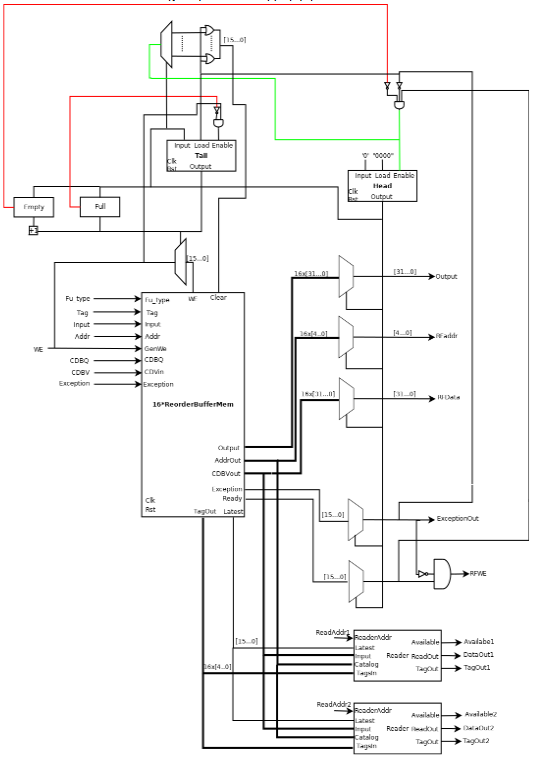 [15...0]
Input Load Enable
Tail
Clk
Rst
Output
'0' "0000"
Input Load Enable
Clk
Head
Rst
Output
Empty
Full
+1
[15...0]
WE
Clear
Fu_type
Tag
Input
Addr
WE
CDBQ
CDBV
Exception
Fu_type
Tag
Input
Addr
GenWe
CDBQ
CDVin
Exception
16*ReorderBufferMem
Output
AddrOut
CDBVout
Exception
Ready
Clk
Rst
TagOut
Latest
16x[31...0]
[31...0]
Output
16x[4...0]
[4...0]
RFaddr
16x[31...0]
[31...0]
RFData
[15...0]
ExceptionOut
[15...0]
RFWE
[15...0]
16x[4...0]
ReadAddr1
ReaderAddr
Latest
Input
Catalog
TagsIn
Reader
Available
ReadOut
TagOut
Availabe1
DataOut1
TagOut1
ReadAddr2
ReaderAddr
Latest
Input
Catalog
TagsIn
Reader
Available
ReadOut
TagOut
Available2
DataOut2
TagOut2